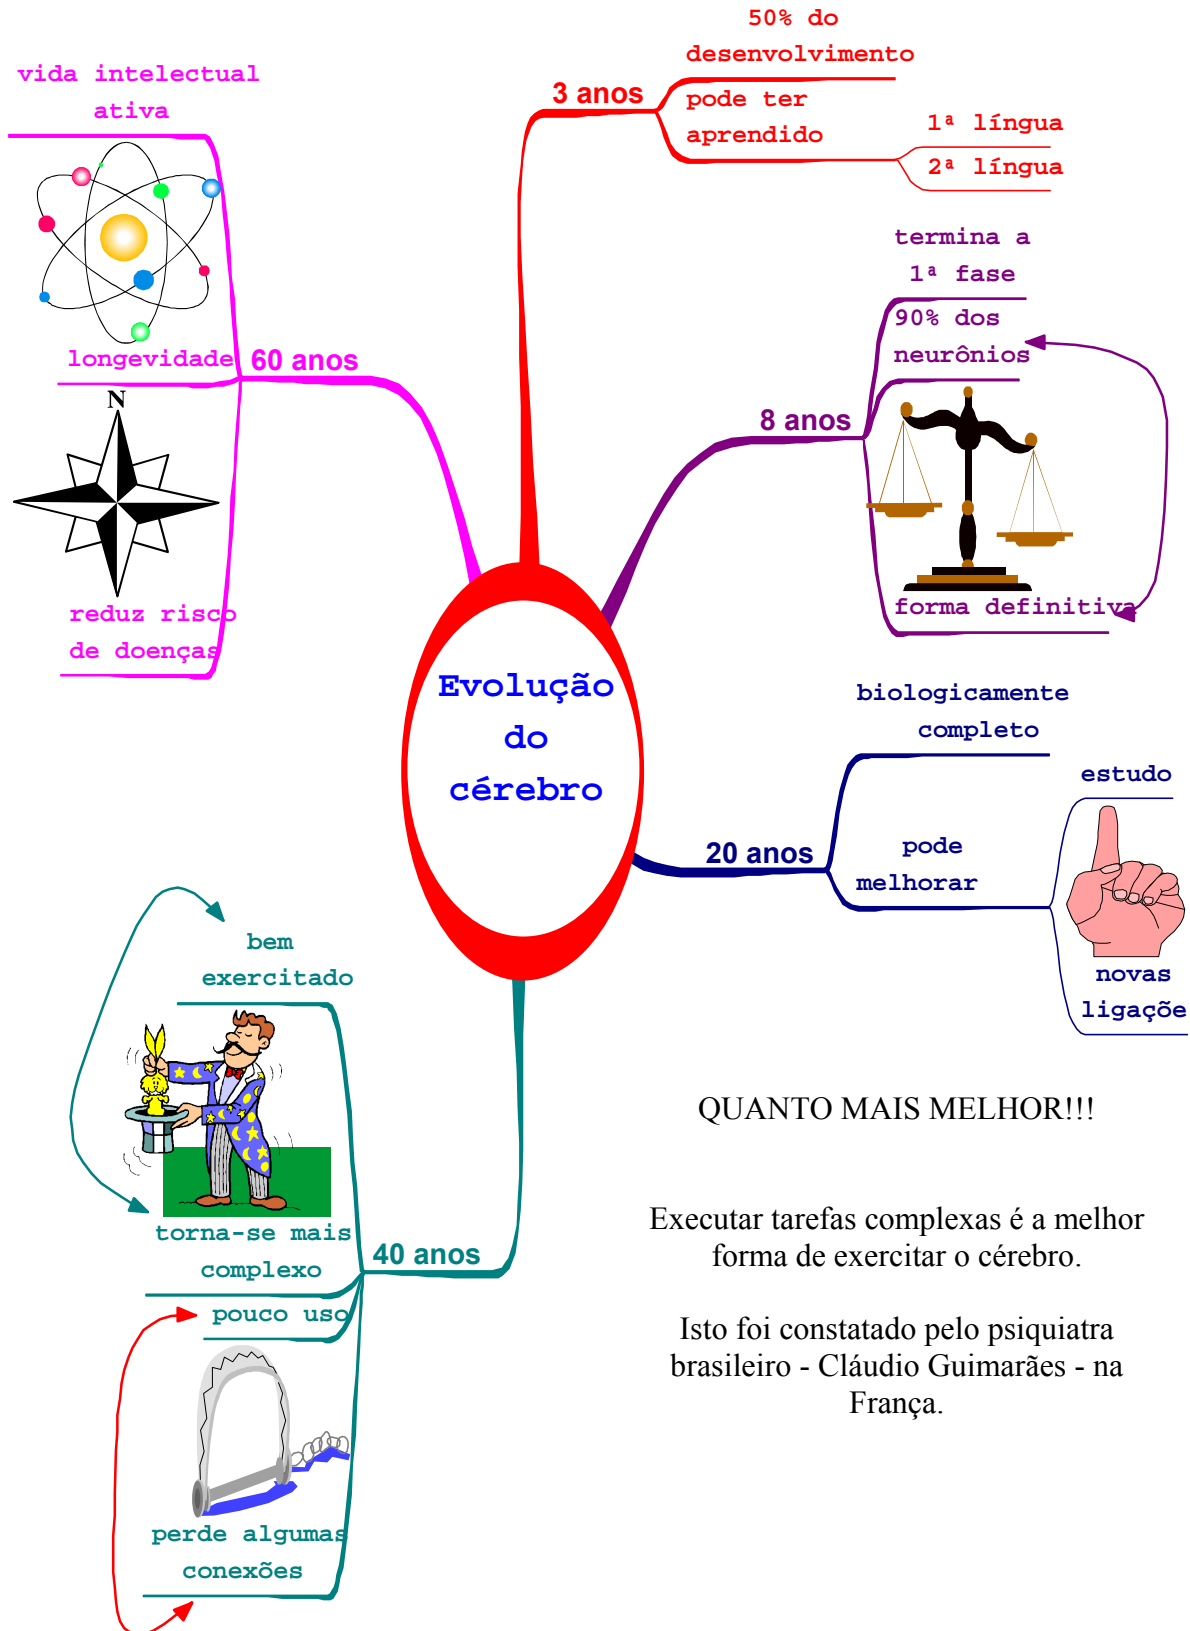 Evolução
do
cérebro
3 anos
50% do
desenvolvimento
pode ter
aprendido
1ª língua
2ª língua
8 anos
termina a
1ª fase
90% dos
neurônios
forma definitiva
20 anos
biologicamente
completo
pode
melhorar
estudo
novas
ligaçõe
40 anos
bem
exercitado
torna-se mais
complexo
pouco uso
perde algumas
conexões
60 anos
vida intelectual
ativa
longevidade
N
reduz risco
de doenças
QUANTO MAIS MELHOR!!!
Executar tarefas complexas é a melhor
forma de exercitar o cérebro.
Isto foi constatado pelo psiquiatra
brasileiro - Cláudio Guimarães - na
França.